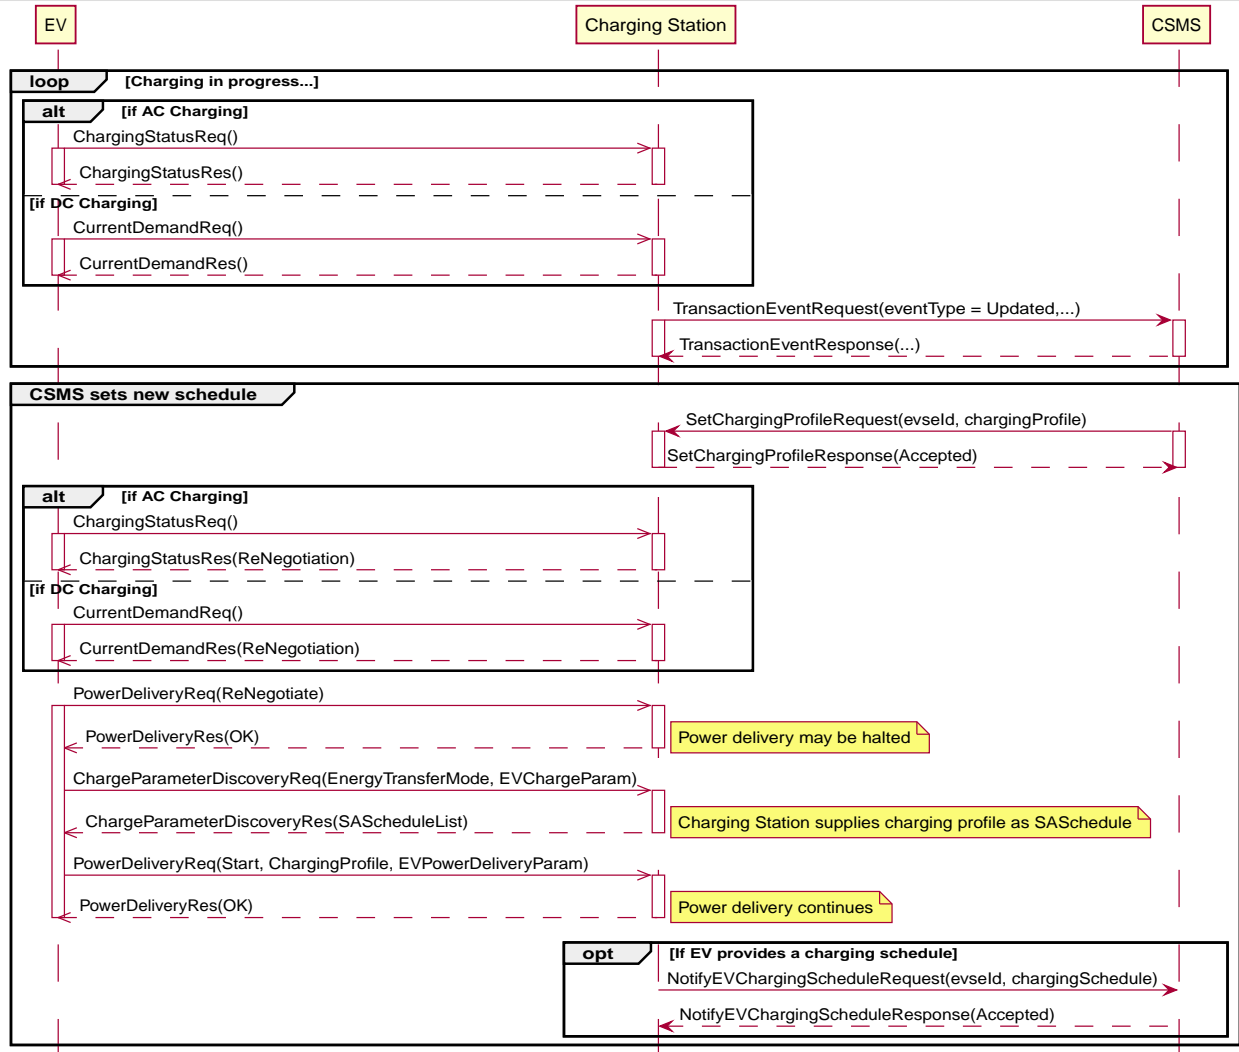 EV
Charging Station
CSMS
loop
[Charging in progress...]
alt
[if AC Charging]
ChargingStatusReq()
ChargingStatusRes()
[if DC Charging]
CurrentDemandReq()
CurrentDemandRes()
TransactionEventRequest(eventType = Updated,...)
TransactionEventResponse(...)
CSMS sets new schedule
SetChargingProfileRequest(evseId, chargingProfile)
SetChargingProfileResponse(Accepted)
alt
[if AC Charging]
ChargingStatusReq()
ChargingStatusRes(ReNegotiation)
[if DC Charging]
CurrentDemandReq()
CurrentDemandRes(ReNegotiation)
PowerDeliveryReq(ReNegotiate)
PowerDeliveryRes(OK)
Power delivery may be halted
ChargeParameterDiscoveryReq(EnergyTransferMode, EVChargeParam)
ChargeParameterDiscoveryRes(SAScheduleList)
Charging Station supplies charging profile as SASchedule
PowerDeliveryReq(Start, ChargingProfile, EVPowerDeliveryParam)
PowerDeliveryRes(OK)
Power delivery continues
opt
[If EV provides a charging schedule]
NotifyEVChargingScheduleRequest(evseId, chargingSchedule)
NotifyEVChargingScheduleResponse(Accepted)